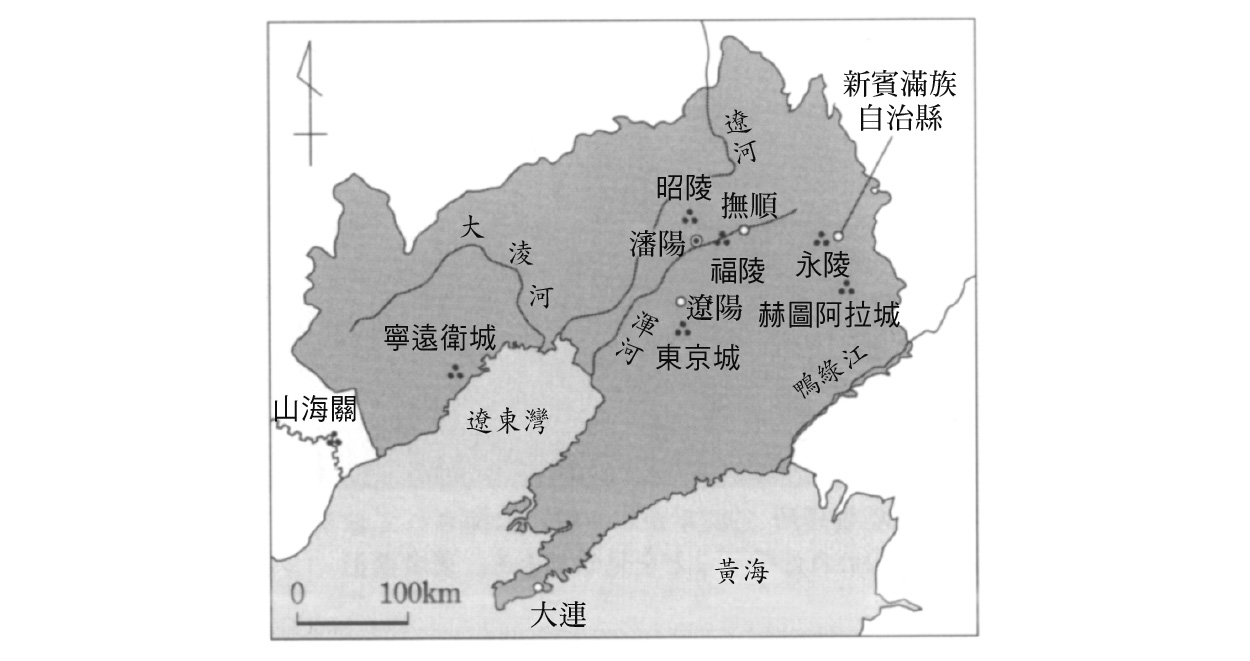 新賓滿族
自治縣
遼河
昭陵
撫順
大凌河
瀋陽
福陵
永陵
遼陽
赫圖阿拉城
寧遠衛城
渾河
東京城
鴨綠江
山海關
遼東灣
黃海
0 100km
大連